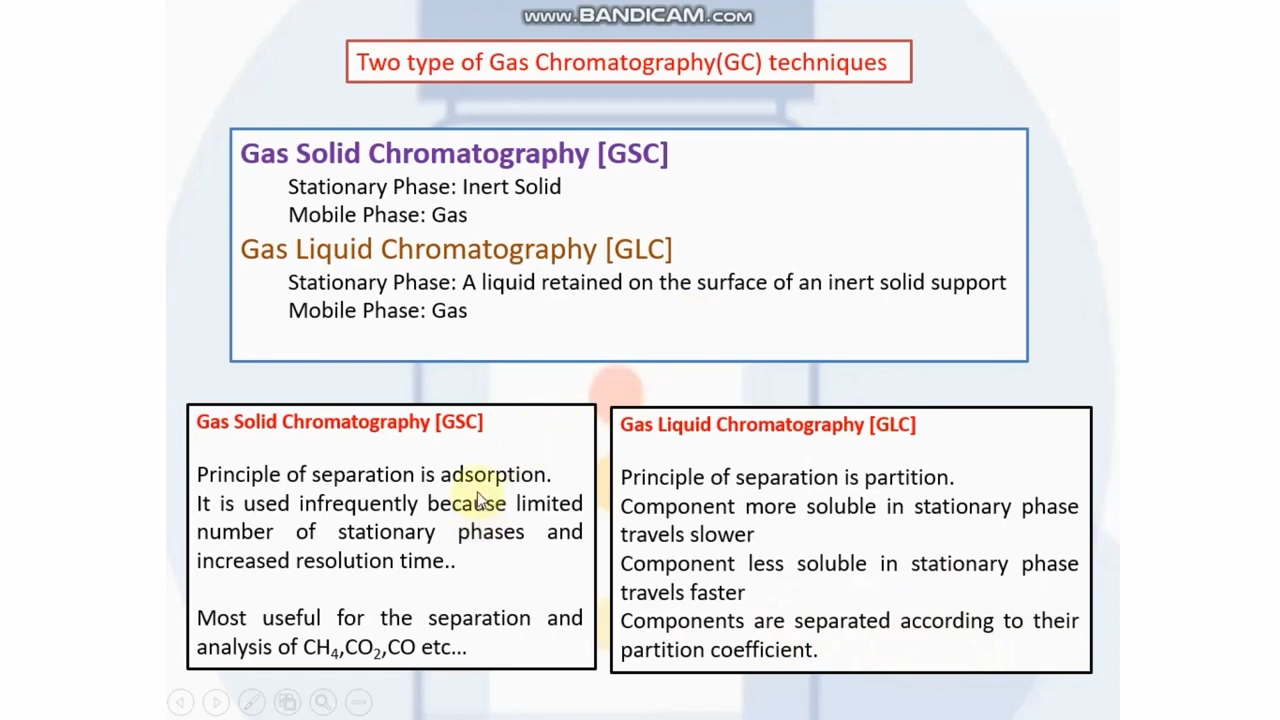 www.BANDICAM.com
Two type of Gas Chromatography(GC) techniques
Gas Solid Chromatography [GSC]
Stationary Phase: Inert Solid
Mobile Phase: Gas
Gas Liquid Chromatography [GLC]
Stationary Phase: A liquid retained on the surface of an inert solid support
Mobile Phase: Gas
Gas Solid Chromatography [GSC]
Principle of separation is adsorption.
It is used infrequently because limited
number of stationary phases and
increased resolution time..
Most useful for the separation and
analysis of CH₄,CO₂,CO etc...
Gas Liquid Chromatography [GLC]
Principle of separation is partition.
Component more soluble in stationary phase
travels slower
Component less soluble in stationary phase
travels faster
Components are separated according to their
partition coefficient.